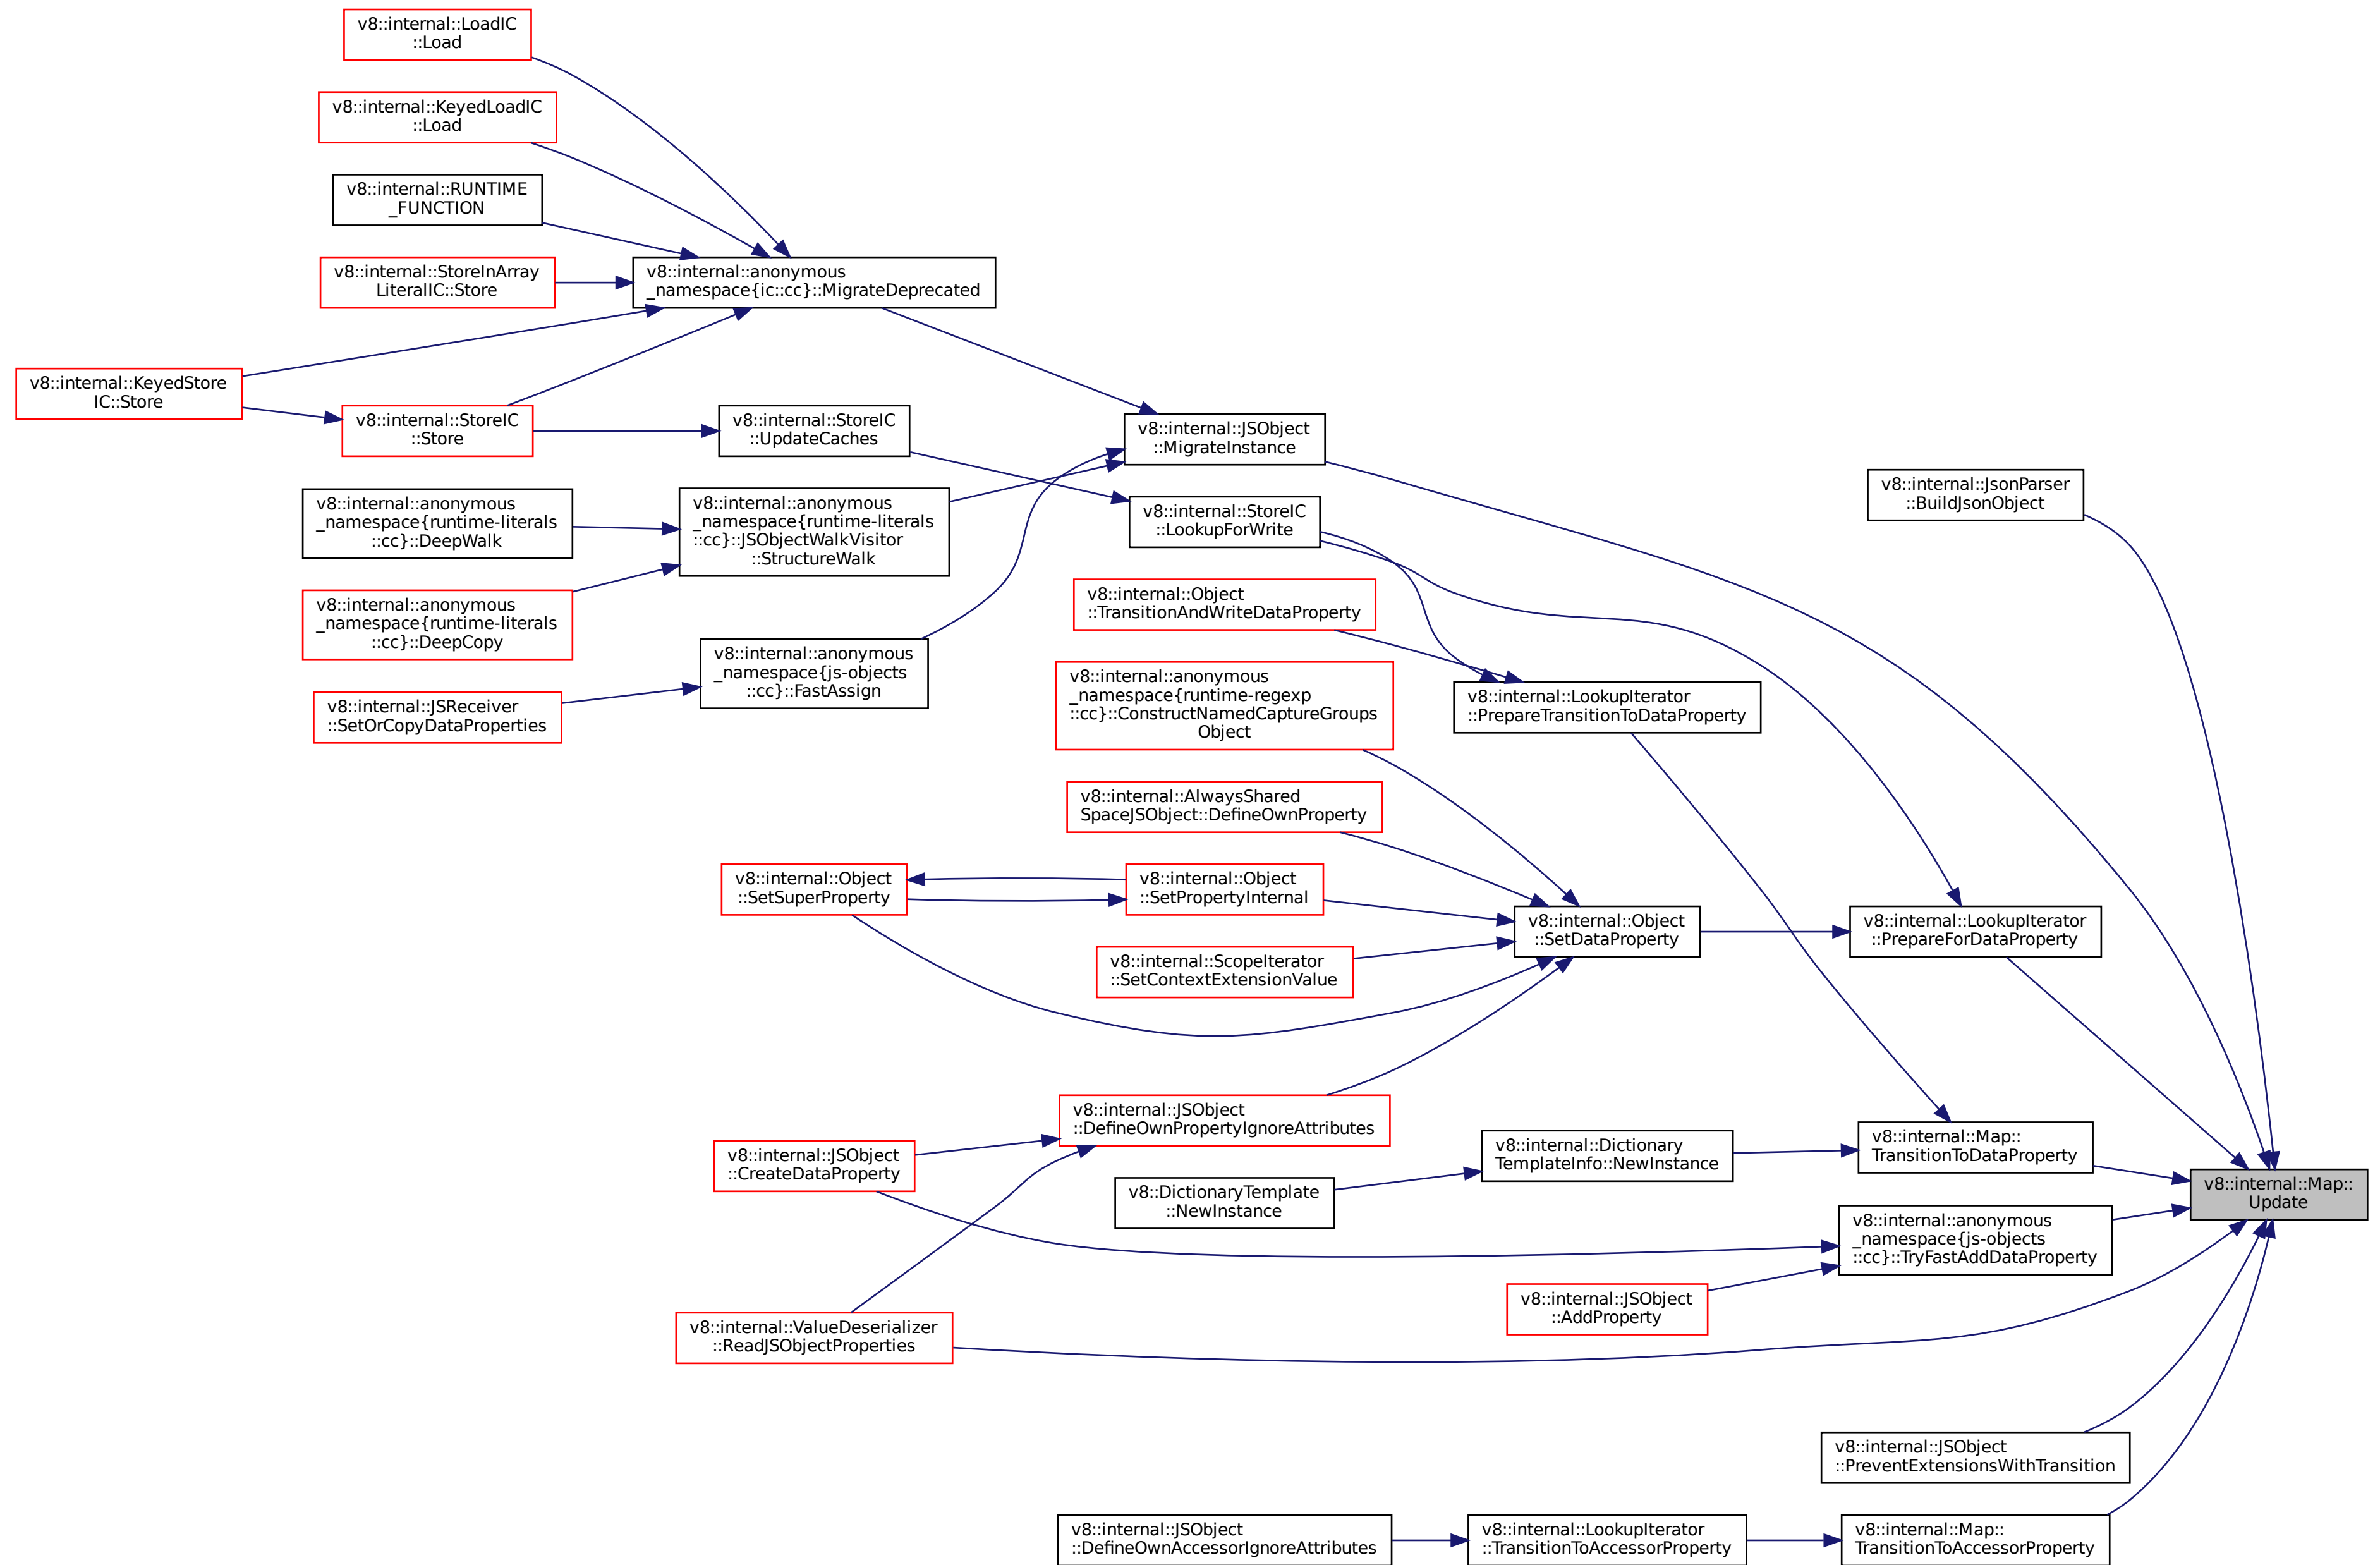 v8::internal::LoadIC
::Load
v8::internal::KeyedLoadIC
::Load
v8::internal::RUNTIME
_FUNCTION
v8::internal::StoreInArray
LiteralIC::Store
v8::internal::anonymous
_namespace{ic::cc}::MigrateDeprecated
v8::internal::KeyedStore
IC::Store
v8::internal::StoreIC
::Store
v8::internal::StoreIC
::UpdateCaches
v8::internal::JSObject
::MigrateInstance
v8::internal::JsonParser
::BuildJsonObject
v8::internal::anonymous
_namespace{runtime-literals
::cc}::DeepWalk
v8::internal::anonymous
_namespace{runtime-literals
::cc}::JSObjectWalkVisitor
::StructureWalk
v8::internal::StoreIC
::LookupForWrite
v8::internal::anonymous
_namespace{runtime-literals
::cc}::DeepCopy
v8::internal::Object
::TransitionAndWriteDataProperty
v8::internal::anonymous
_namespace{js-objects
::cc}::FastAssign
v8::internal::JSReceiver
::SetOrCopyDataProperties
v8::internal::anonymous
_namespace{runtime-regexp
::cc}::ConstructNamedCaptureGroups
Object
v8::internal::LookupIterator
::PrepareTransitionToDataProperty
v8::internal::AlwaysShared
SpaceJSObject::DefineOwnProperty
v8::internal::Object
::SetSuperProperty
v8::internal::Object
::SetPropertyInternal
v8::internal::Object
::SetDataProperty
v8::internal::LookupIterator
::PrepareForDataProperty
v8::internal::ScopeIterator
::SetContextExtensionValue
v8::internal::JSObject
::DefineOwnPropertyIgnoreAttributes
v8::internal::JSObject
::CreateDataProperty
v8::internal::Dictionary
TemplateInfo::NewInstance
v8::internal::Map::
TransitionToDataProperty
v8::DictionaryTemplate
::NewInstance
v8::internal::Map::
Update
v8::internal::anonymous
_namespace{js-objects
::cc}::TryFastAddDataProperty
v8::internal::JSObject
::AddProperty
v8::internal::ValueDeserializer
::ReadJSObjectProperties
v8::internal::JSObject
::PreventExtensionsWithTransition
v8::internal::JSObject
::DefineOwnAccessorIgnoreAttributes
v8::internal::LookupIterator
::TransitionToAccessorProperty
v8::internal::Map::
TransitionToAccessorProperty